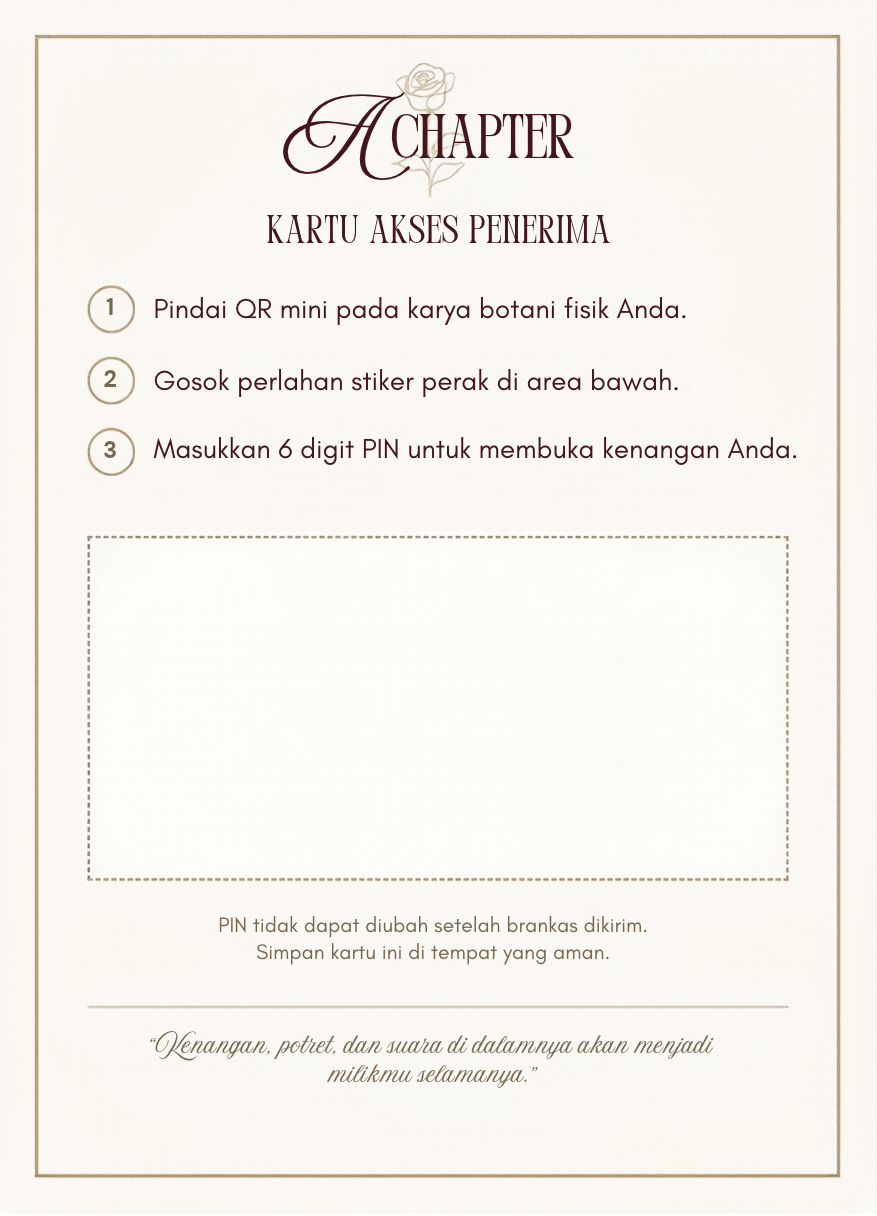 A CHAPTER
KARTU AKSES PENERIMA
1 Pindai QR mini pada karya botani fisik Anda.
2 Gosok perlahan stiker perak di area bawah.
3 Masukkan 6 digit PIN untuk membuka kenangan Anda.
PIN tidak dapat diubah setelah brankas dikirim.
Simpan kartu ini di tempat yang aman.
“Kenangan, potret, dan suara di dalamnya akan menjadi
milikmu selamanya.”